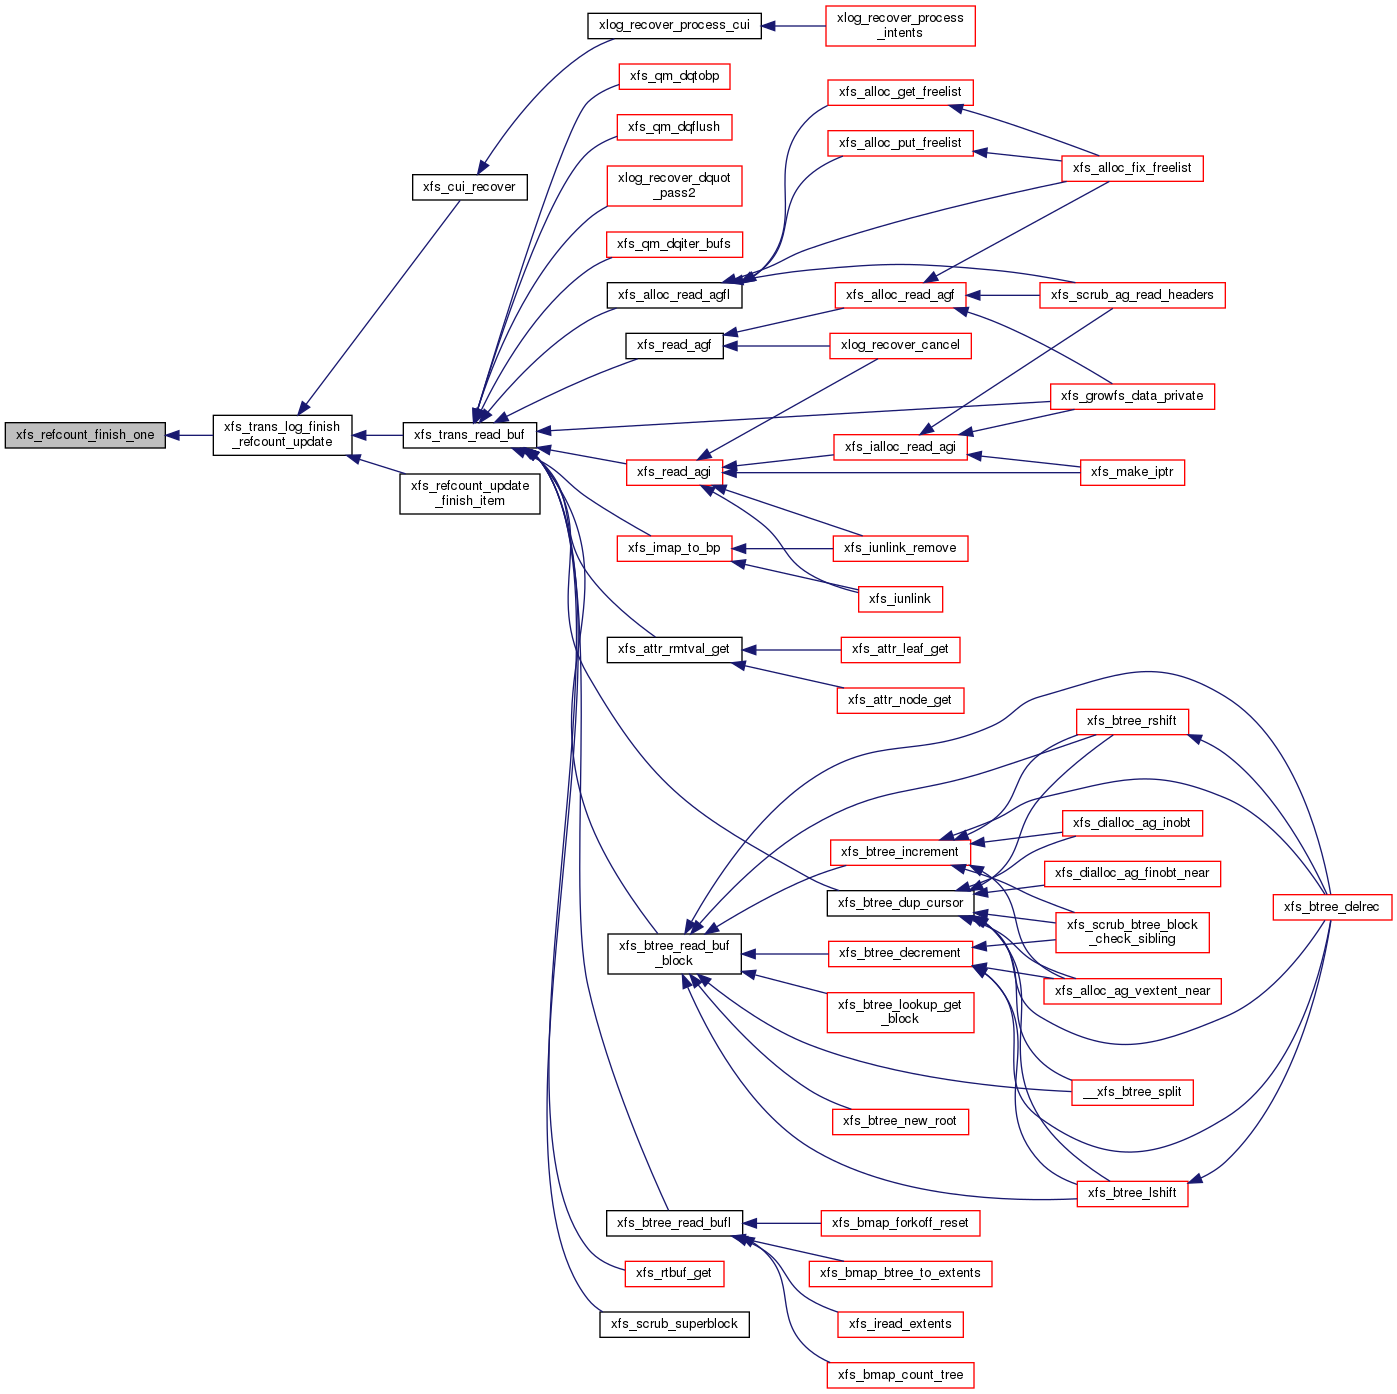 xlog_recover_process_cui
xlog_recover_process
_intents
xfs_qm_dqtobp
xfs_alloc_get_freelist
xfs_qm_dqflush
xfs_alloc_put_freelist
xfs_alloc_fix_freelist
xlog_recover_dquot
_pass2
xfs_cui_recover
xfs_qm_dqiter_bufs
xfs_alloc_read_agfl
xfs_alloc_read_agf
xfs_scrub_ag_read_headers
xfs_read_agf
xlog_recover_cancel
xfs_growfs_data_private
xfs_refcount_finish_one
xfs_trans_log_finish
_refcount_update
xfs_trans_read_buf
xfs_ialloc_read_agi
xfs_read_agi
xfs_make_iptr
xfs_refcount_update
_finish_item
xfs_imap_to_bp
xfs_iunlink_remove
xfs_iunlink
xfs_attr_rmtval_get
xfs_attr_leaf_get
xfs_attr_node_get
xfs_btree_rshift
xfs_dialloc_ag_inobt
xfs_btree_increment
xfs_dialloc_ag_finobt_near
xfs_btree_dup_cursor
xfs_btree_delrec
xfs_scrub_btree_block
_check_sibling
xfs_btree_read_buf
_block
xfs_btree_decrement
xfs_alloc_ag_vextent_near
xfs_btree_lookup_get
_block
__xfs_btree_split
xfs_btree_new_root
xfs_btree_lshift
xfs_btree_read_bufl
xfs_bmap_forkoff_reset
xfs_rtbuf_get
xfs_bmap_btree_to_extents
xfs_scrub_superblock
xfs_iread_extents
xfs_bmap_count_tree